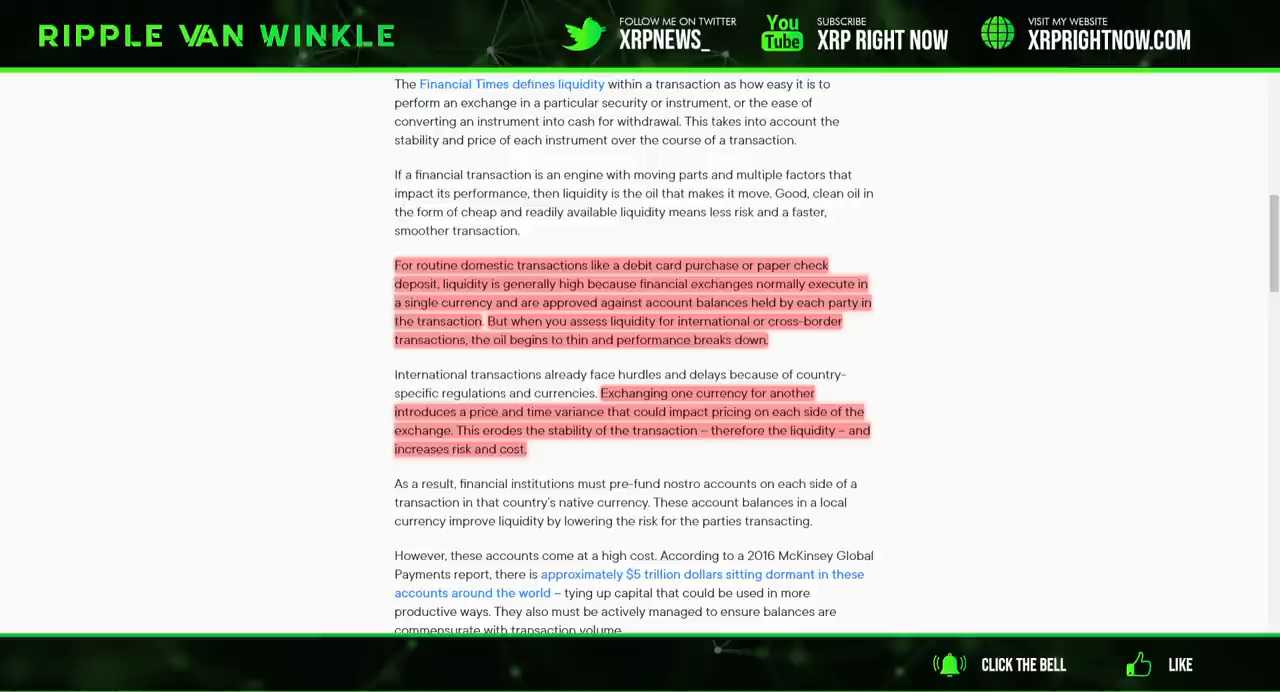 RIPPLE VAN WINKLE
FOLLOW ME ON TWITTER
XRPNEWS_
You
Tube
SUBSCRIBE
XRP RIGHT NOW
VISIT MY WEBSITE
XRPRIGHTNOW.COM
The Financial Times defines liquidity within a transaction as how easy it is to
perform an exchange in a particular security or instrument, or the ease of
converting an instrument into cash for withdrawal. This takes into account the
stability and price of each instrument over the course of a transaction.
If a financial transaction is an engine with moving parts and multiple factors that
impact its performance, then liquidity is the oil that makes it move. Good, clean oil in
the form of cheap and readily available liquidity means less risk and a faster,
smoother transaction.
For routine domestic transactions like a debit card purchase or paper check
deposit, liquidity is generally high because financial exchanges normally execute in
a single currency and are approved against account balances held by each party in
the transaction. But when you assess liquidity for international or cross-border
transactions, the oil begins to thin and performance breaks down.
International transactions already face hurdles and delays because of country-
specific regulations and currencies. Exchanging one currency for another
introduces a price and time variance that could impact pricing on each side of the
exchange. This erodes the stability of the transaction – therefore the liquidity – and
increases risk and cost.
As a result, financial institutions must pre-fund nostro accounts on each side of a
transaction in that country's native currency. These account balances in a local
currency improve liquidity by lowering the risk for the parties transacting.
However, these accounts come at a high cost. According to a 2016 McKinsey Global
Payments report, there is approximately $5 trillion dollars sitting dormant in these
accounts around the world – tying up capital that could be used in more
productive ways. They also must be actively managed to ensure balances are
commensurate with transaction volume.
CLICK THE BELL
LIKE